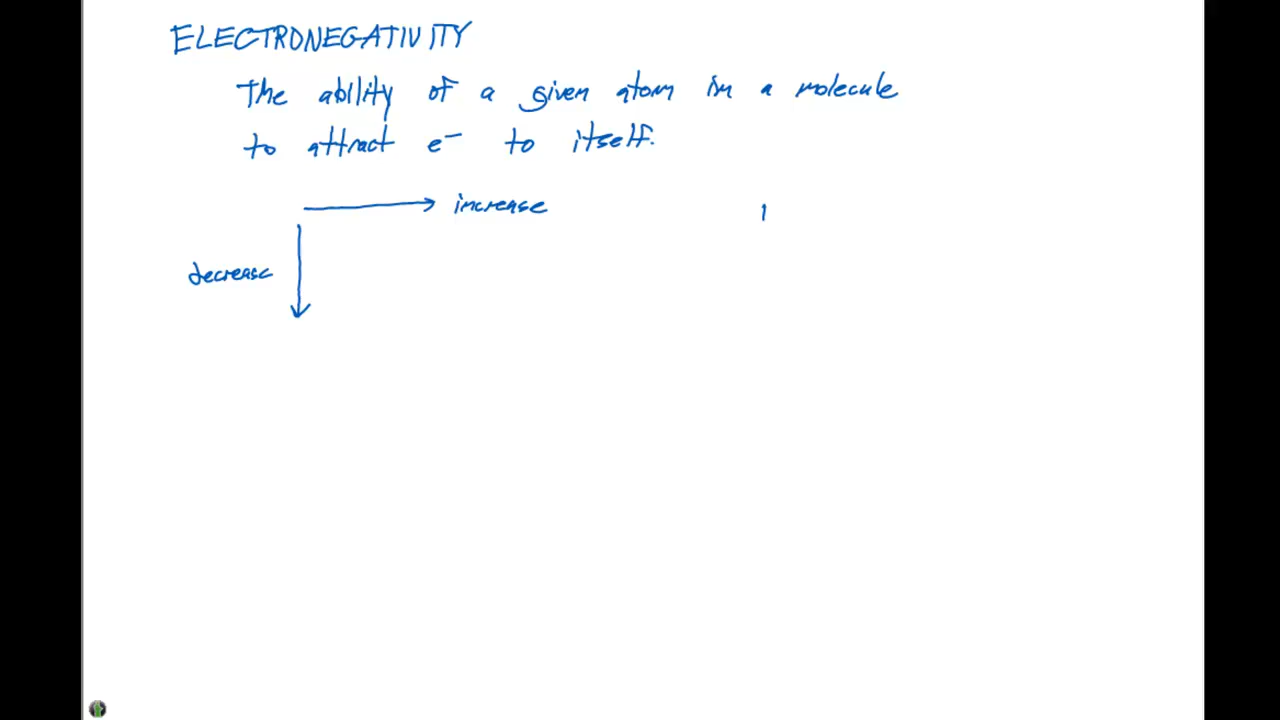 ELECTRONEGATIVITY
The ability of a given atom in a molecule
to attract e⁻ to itself.
increase
decrease